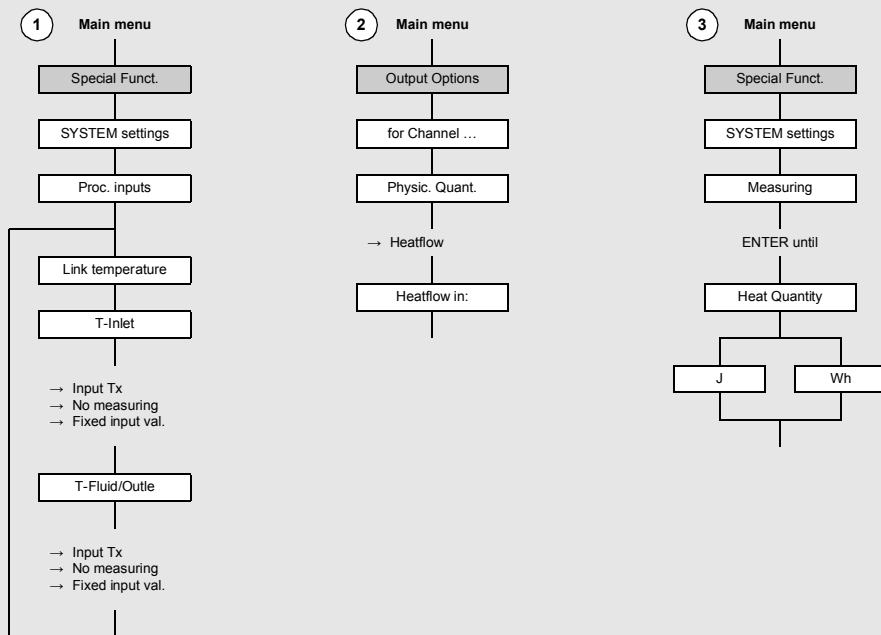 1 Main menu
Special Funct.
SYSTEM settings
Proc. inputs
Link temperature
T-Inlet
→ Input Tx
→ No measuring
→ Fixed input val.
T-Fluid/Outle
→ Input Tx
→ No measuring
→ Fixed input val.
2 Main menu
Output Options
for Channel ...
Physic. Quant.
→ Heatflow
Heatflow in:
3 Main menu
Special Funct.
SYSTEM settings
Measuring
ENTER until
Heat Quantity
J
Wh